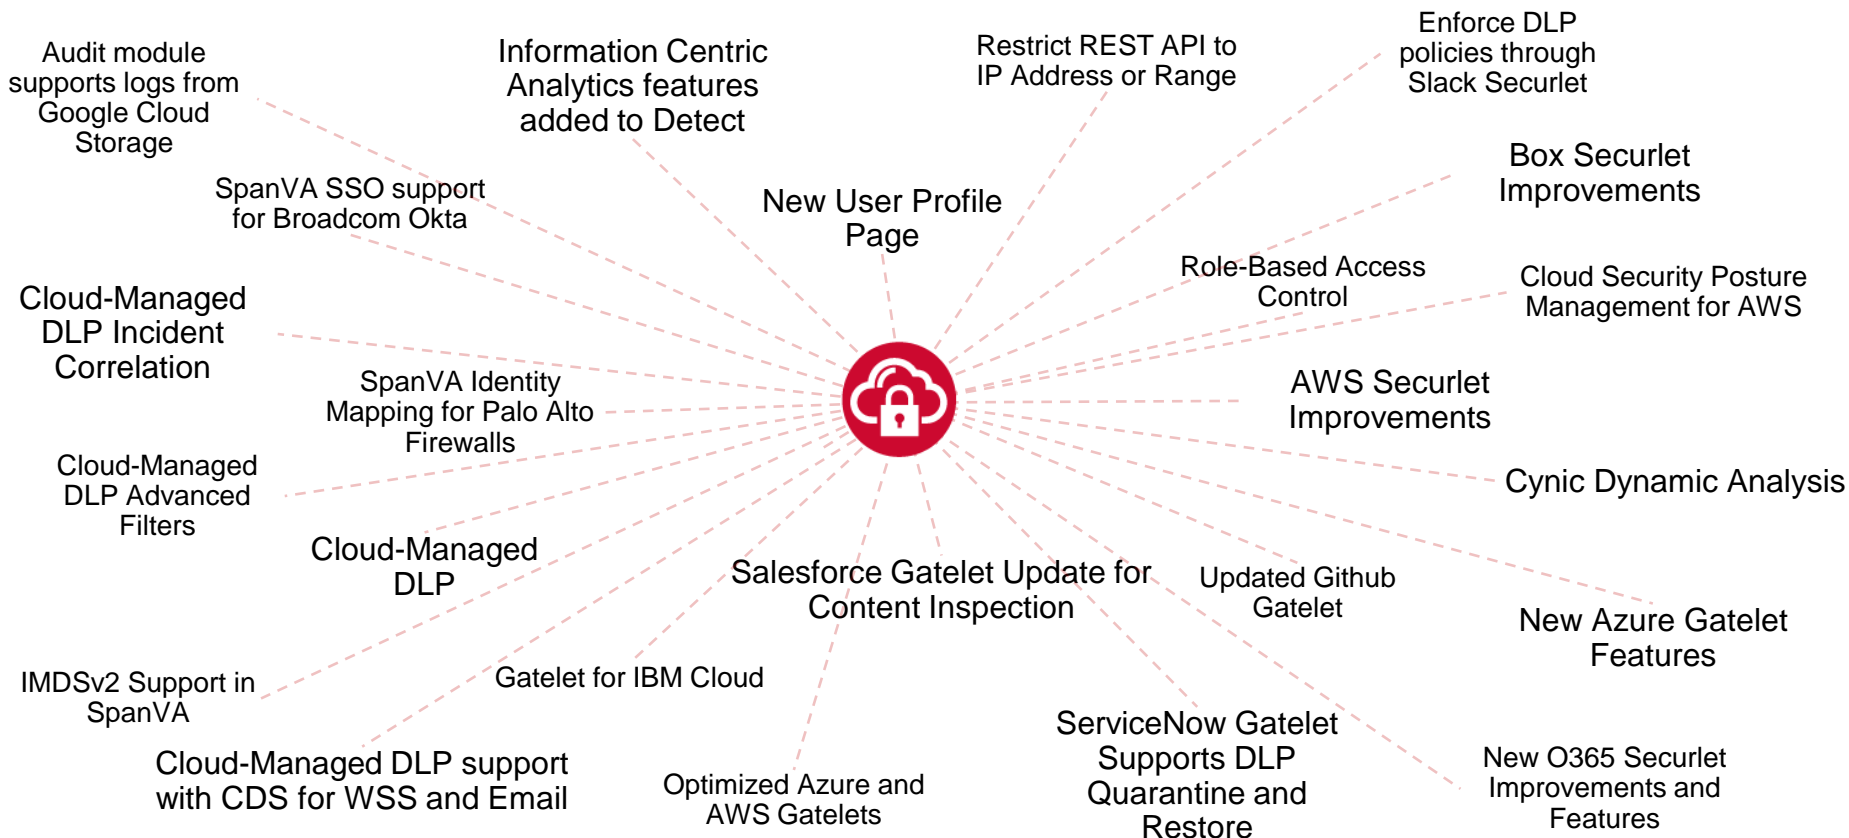 Audit module
supports logs from
Google Cloud
Storage
Information Centric
Analytics features
added to Detect
Restrict REST API to
IP Address or Range
Enforce DLP
policies through
Slack Securlet
Box Securlet
Improvements
SpanVA SSO support
for Broadcom Okta
New User Profile
Page
Role-Based Access
Control
Cloud Security Posture
Management for AWS
Cloud-Managed
DLP Incident
Correlation
SpanVA Identity
Mapping for Palo Alto
Firewalls
AWS Securlet
Improvements
Cloud-Managed
DLP Advanced
Filters
Cynic Dynamic Analysis
Cloud-Managed
DLP
Salesforce Gatelet Update for
Content Inspection
Updated Github
Gatelet
New Azure Gatelet
Features
IMDSv2 Support in
SpanVA
Gatelet for IBM Cloud
Cloud-Managed DLP support
with CDS for WSS and Email
Optimized Azure and
AWS Gatelets
ServiceNow Gatelet
Supports DLP
Quarantine and
Restore
New O365 Securlet
Improvements and
Features